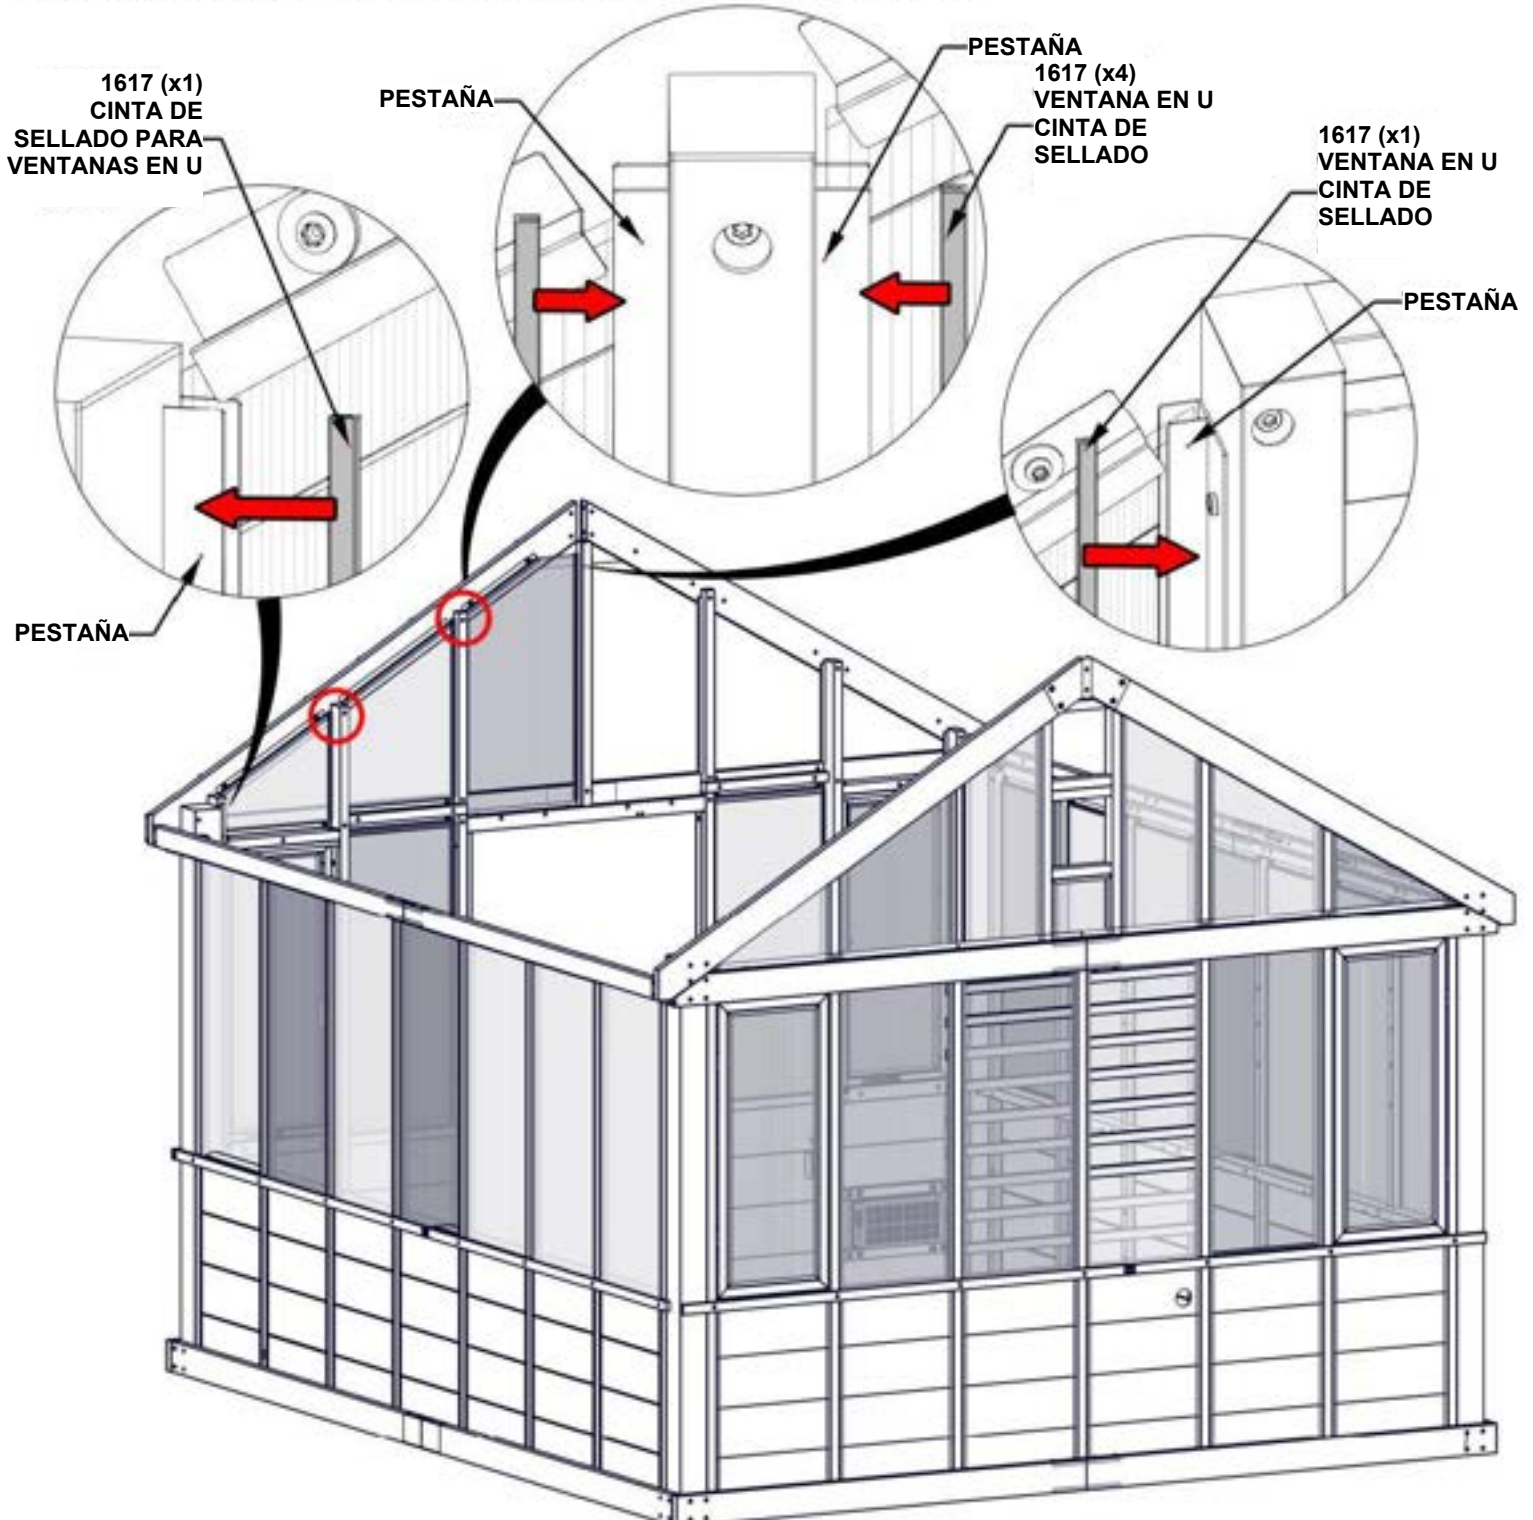 1617 (x1)
CINTA DE
SELLADO PARA
VENTANAS EN U
PESTAÑA
PESTAÑA
1617 (x4)
VENTANA EN U
CINTA DE
SELLADO
1617 (x1)
VENTANA EN U
CINTA DE
SELLADO
PESTAÑA
PESTAÑA